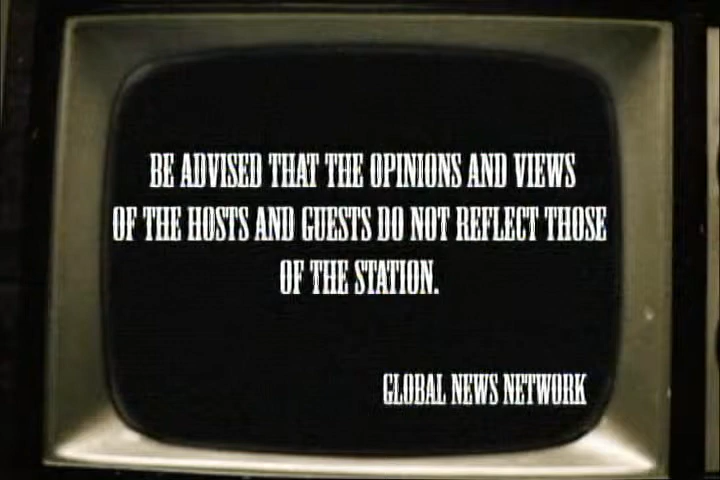 BE ADVISED THAT THE OPINIONS AND VIEWS
OF THE HOSTS AND GUESTS DO NOT REFLECT THOSE
OF THE STATION.
GLOBAL NEWS NETWORK